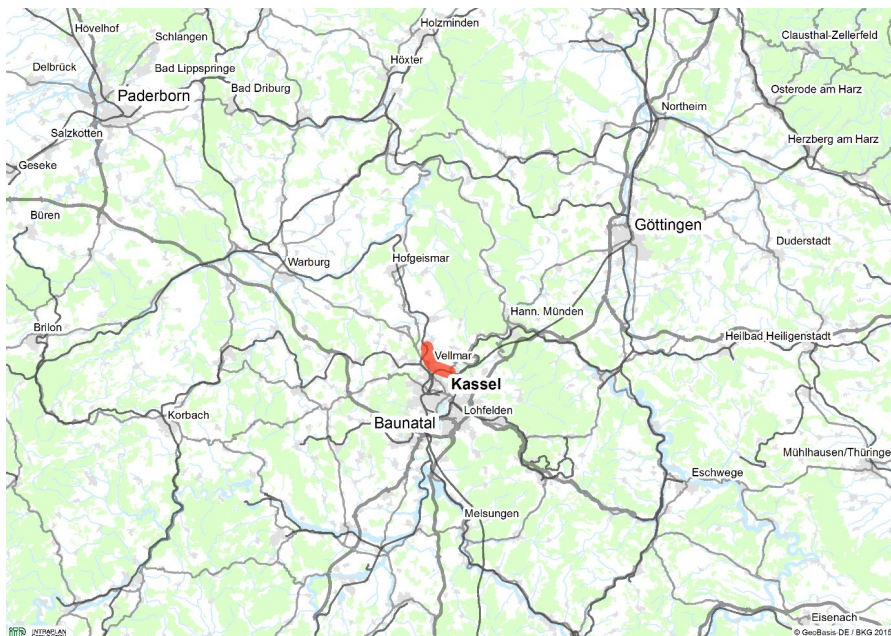 Holzminden
Hövelhof
Schlangen
Clausthal-Zellerfeld
Delbrück
Bad Lippspringe
Höxter
Bad Driburg
Osterode am Harz
Paderborn
Northeim
Salzkotten
Herzberg am Harz
Geseke
Büren
Göttingen
Duderstadt
Hofgeismar
Warburg
Hann. Münden
Brilon
Heilbad Heiligenstadt
Vellmar
Kassel
Korbach
Lohfelden
Baunatal
Mühlhausen/Thüringe
Eschwege
Melsungen
Eisenach
INTRAPLAN
© GeoBasis-DE / BKG 2015